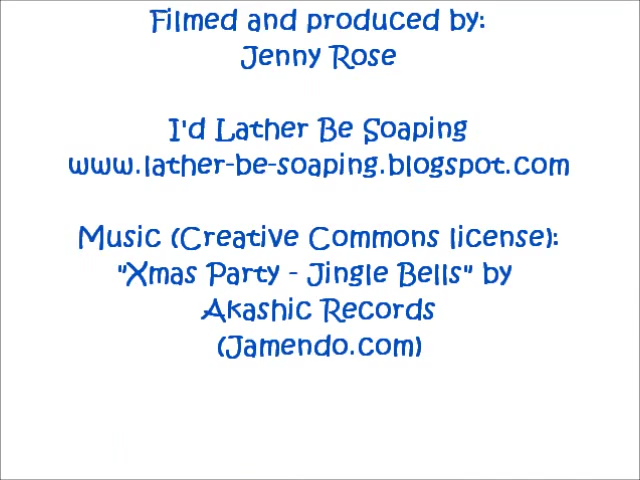 Filmed and produced by:
Jenny Rose
I'd Lather Be Soaping
www.lather-be-soaping.blogspot.com
Music (Creative Commons license):
"Xmas Party - Jingle Bells" by
Akashic Records
(Jamendo.com)